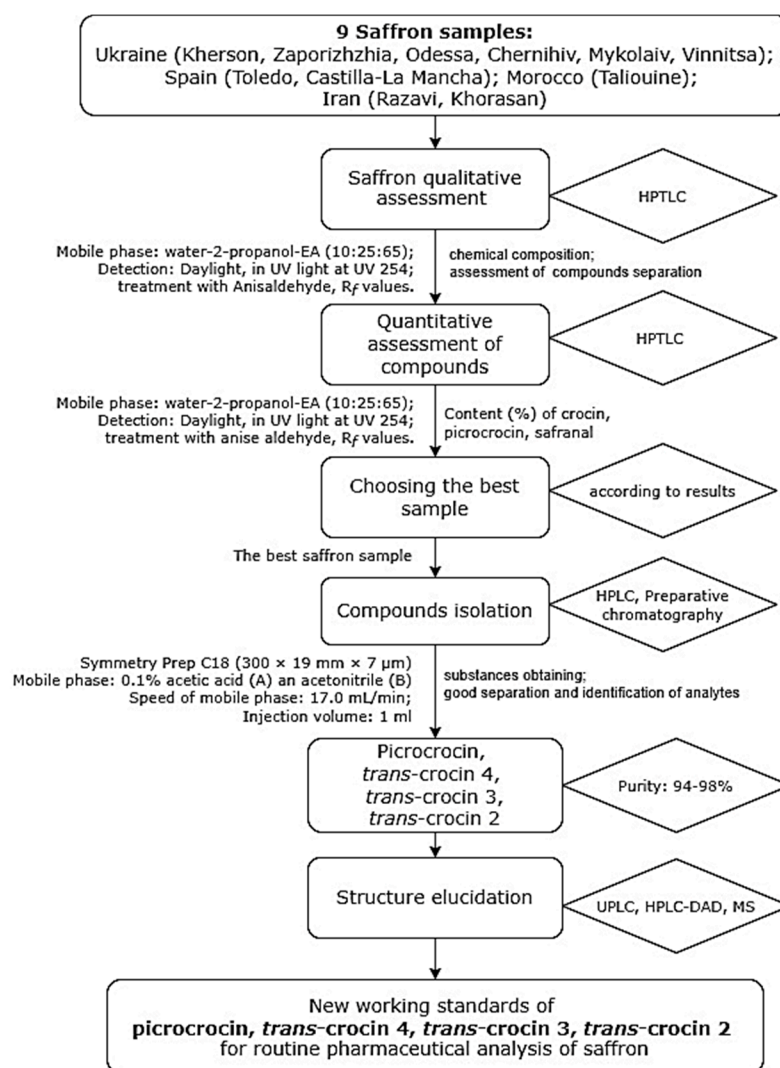 9 Saffron samples:
Ukraine (Kherson, Zaporizhzhia, Odessa, Chernihiv, Mykolaiv, Vinnitsa);
Spain (Toledo, Castilla-La Mancha); Morocco (Taliouine);
Iran (Razavi, Khorasan)
Saffron qualitative
assessment
HPTLC
Mobile phase: water-2-propanol-EA (10:25:65);
Detection: Daylight, in UV light at UV 254;
treatment with Anisaldehyde, Rf values.
chemical composition;
assessment of compounds separation
Quantitative
assessment of
compounds
HPTLC
Mobile phase: water-2-propanol-EA (10:25:65);
Detection: Daylight, in UV light at UV 254;
treatment with anise aldehyde, Rf values.
Content (%) of crocin,
picrocrocin, safranal
Choosing the best
sample
according to results
The best saffron sample
Compounds isolation
HPLC, Preparative
chromatography
Symmetry Prep C18 (300 × 19 mm × 7 μm)
Mobile phase: 0.1% acetic acid (A) an acetonitrile (B)
Speed of mobile phase: 17.0 mL/min;
Injection volume: 1 ml
substances obtaining;
good separation and identification of analytes
Picrocrocin,
trans-crocin 4,
trans-crocin 3,
trans-crocin 2
Purity: 94-98%
Structure elucidation
UPLC, HPLC-DAD, MS
New working standards of
picrocrocin, trans-crocin 4, trans-crocin 3, trans-crocin 2
for routine pharmaceutical analysis of saffron